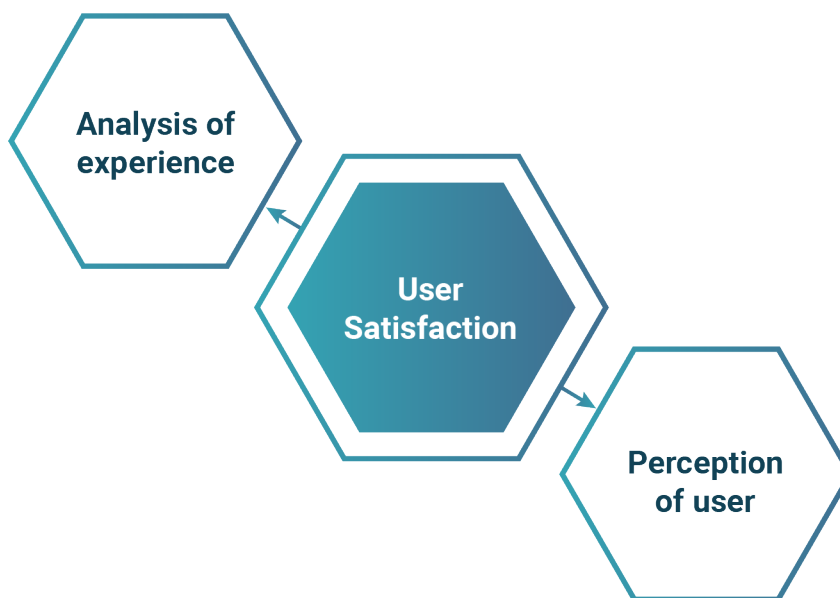 Analysis of
experience
User
Satisfaction
Perception
of user